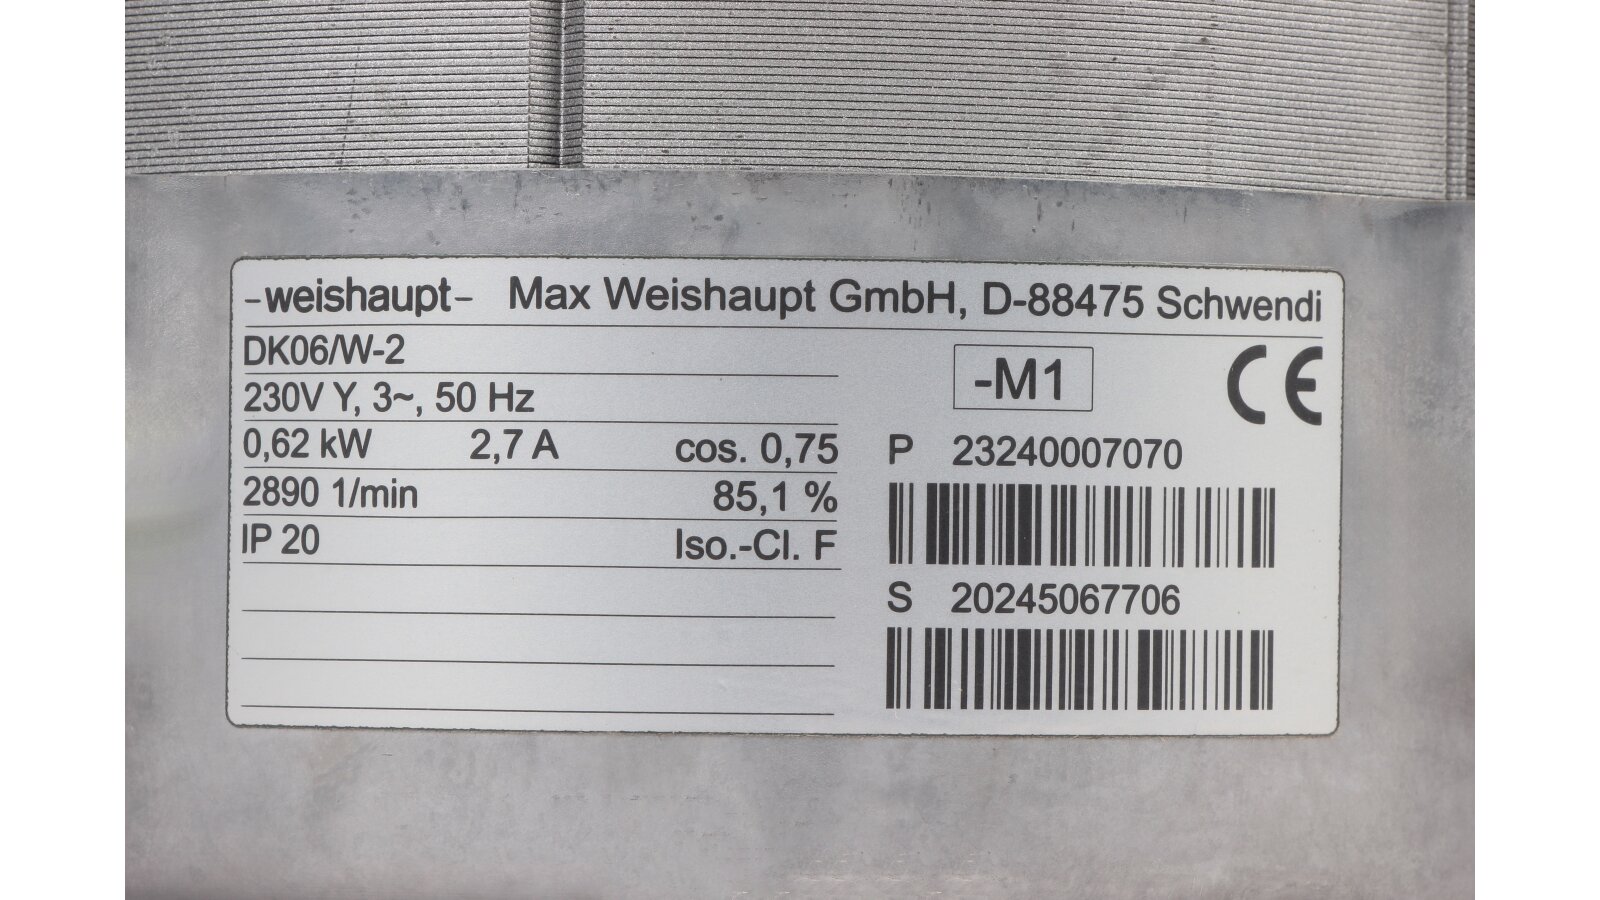 -weishaupt- Max Weishaupt GmbH, D-88475 Schwendi
DK06/W-2
-M1 CE
230V Y, 3~, 50 Hz
0,62 kW 2,7 A cos. 0,75
P 23240007070
2890 1/min 85,1 %
IP 20 Iso.-Cl. F
S 20245067706